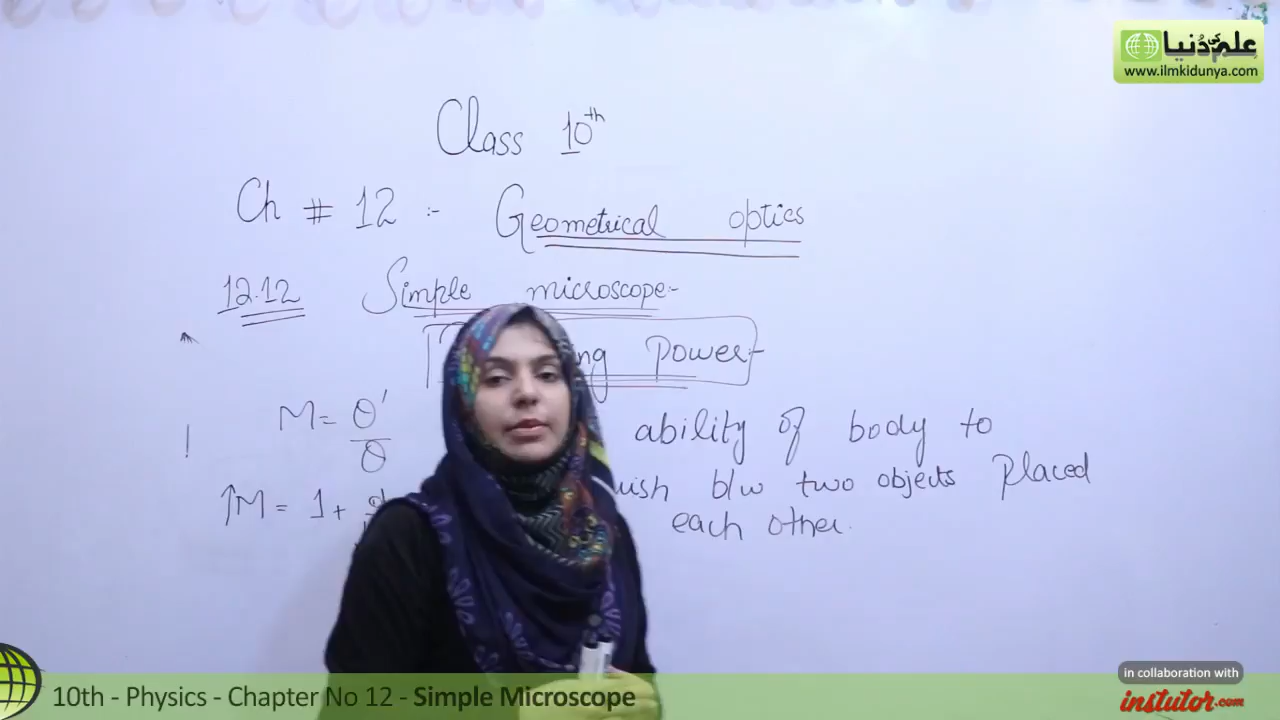 علم کی دُنیا
www.ilmkidunya.com
Class 10th
Ch # 12 :- Geometrical optics
12.12 Simple microscope:-
Power:-
M = θ'/θ
ability of body to
↑M = 1 +
b/w two objects placed
each other.
in collaboration with
instutor.com
10th - Physics - Chapter No 12 - Simple Microscope